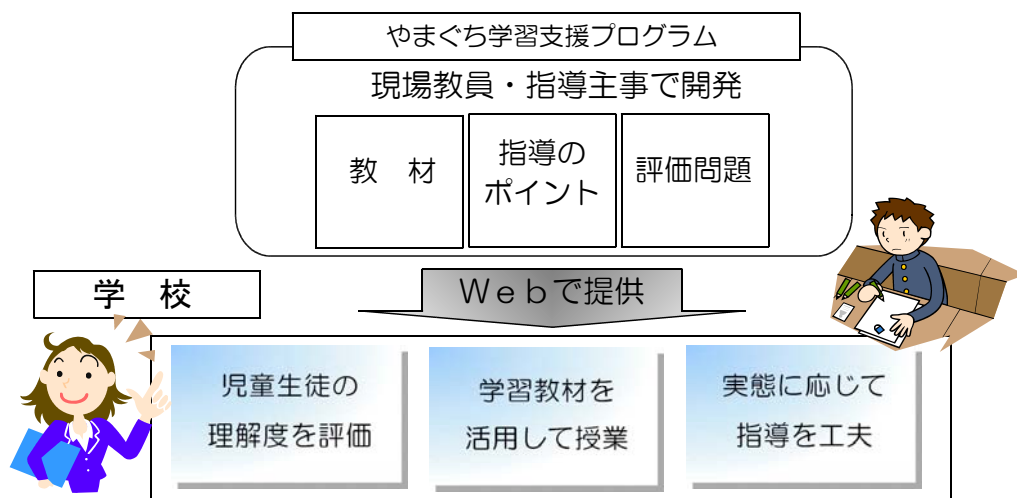 やまぐち学習支援プログラム
現場教員・指導主事で開発
教　材
指導の
ポイント
評価問題
学　校
Ｗｅｂで提供
児童生徒の
理解度を評価
学習教材を
活用して授業
実態に応じて
指導を工夫